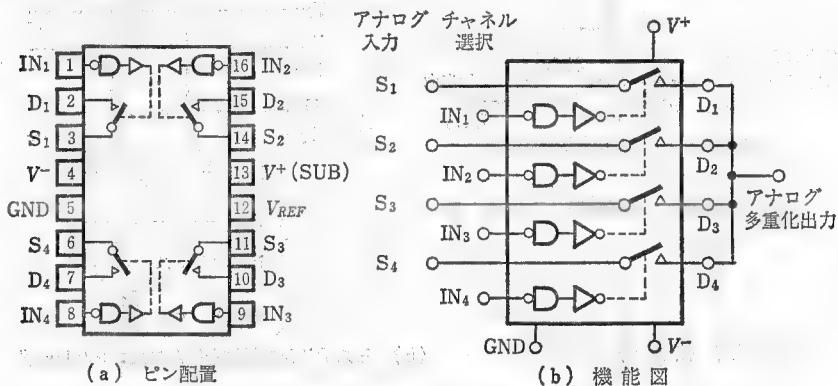 IN₁ 1 16 IN₂
D₁ 2 15 D₂
S₁ 3 14 S₂
V⁻ 4 13 V⁺(SUB)
GND 5 12 V_REF
S₄ 6 11 S₃
D₄ 7 10 D₃
IN₄ 8 9 IN₃
(a) ピン配置
アナログ チャネル
入力 選択
V⁺
S₁
D₁
IN₁
S₂
D₂
IN₂
S₃
D₃
IN₃
S₄
D₄
IN₄
アナログ
多重化出力
GND
V⁻
(b) 機能図